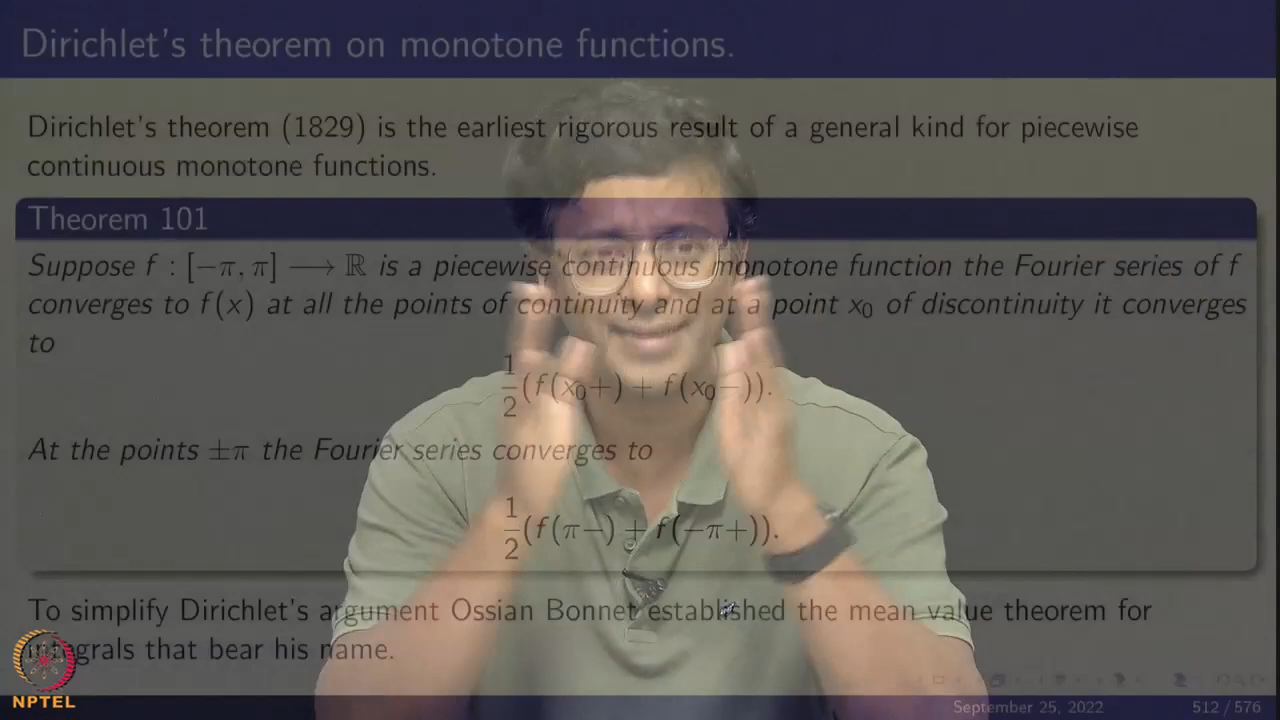 Dirichlet's theorem on monotone functions.
Dirichlet's theorem (1829) is the earliest rigorous result of a general kind for piecewise
continuous monotone functions.
Theorem 101
Suppose f : [−π, π] ⟶ ℝ is a piecewise continuous monotone function the Fourier series of f
converges to f(x) at all the points of continuity and at a point x₀ of discontinuity it converges
to
1/2 (f(x₀+) + f(x₀−)).
At the points ±π the Fourier series converges to
1/2 (f(π−) + f(−π+)).
To simplify Dirichlet's argument Ossian Bonnet established the mean value theorem for
integrals that bear his name.
NPTEL
September 25, 2022 512 / 576